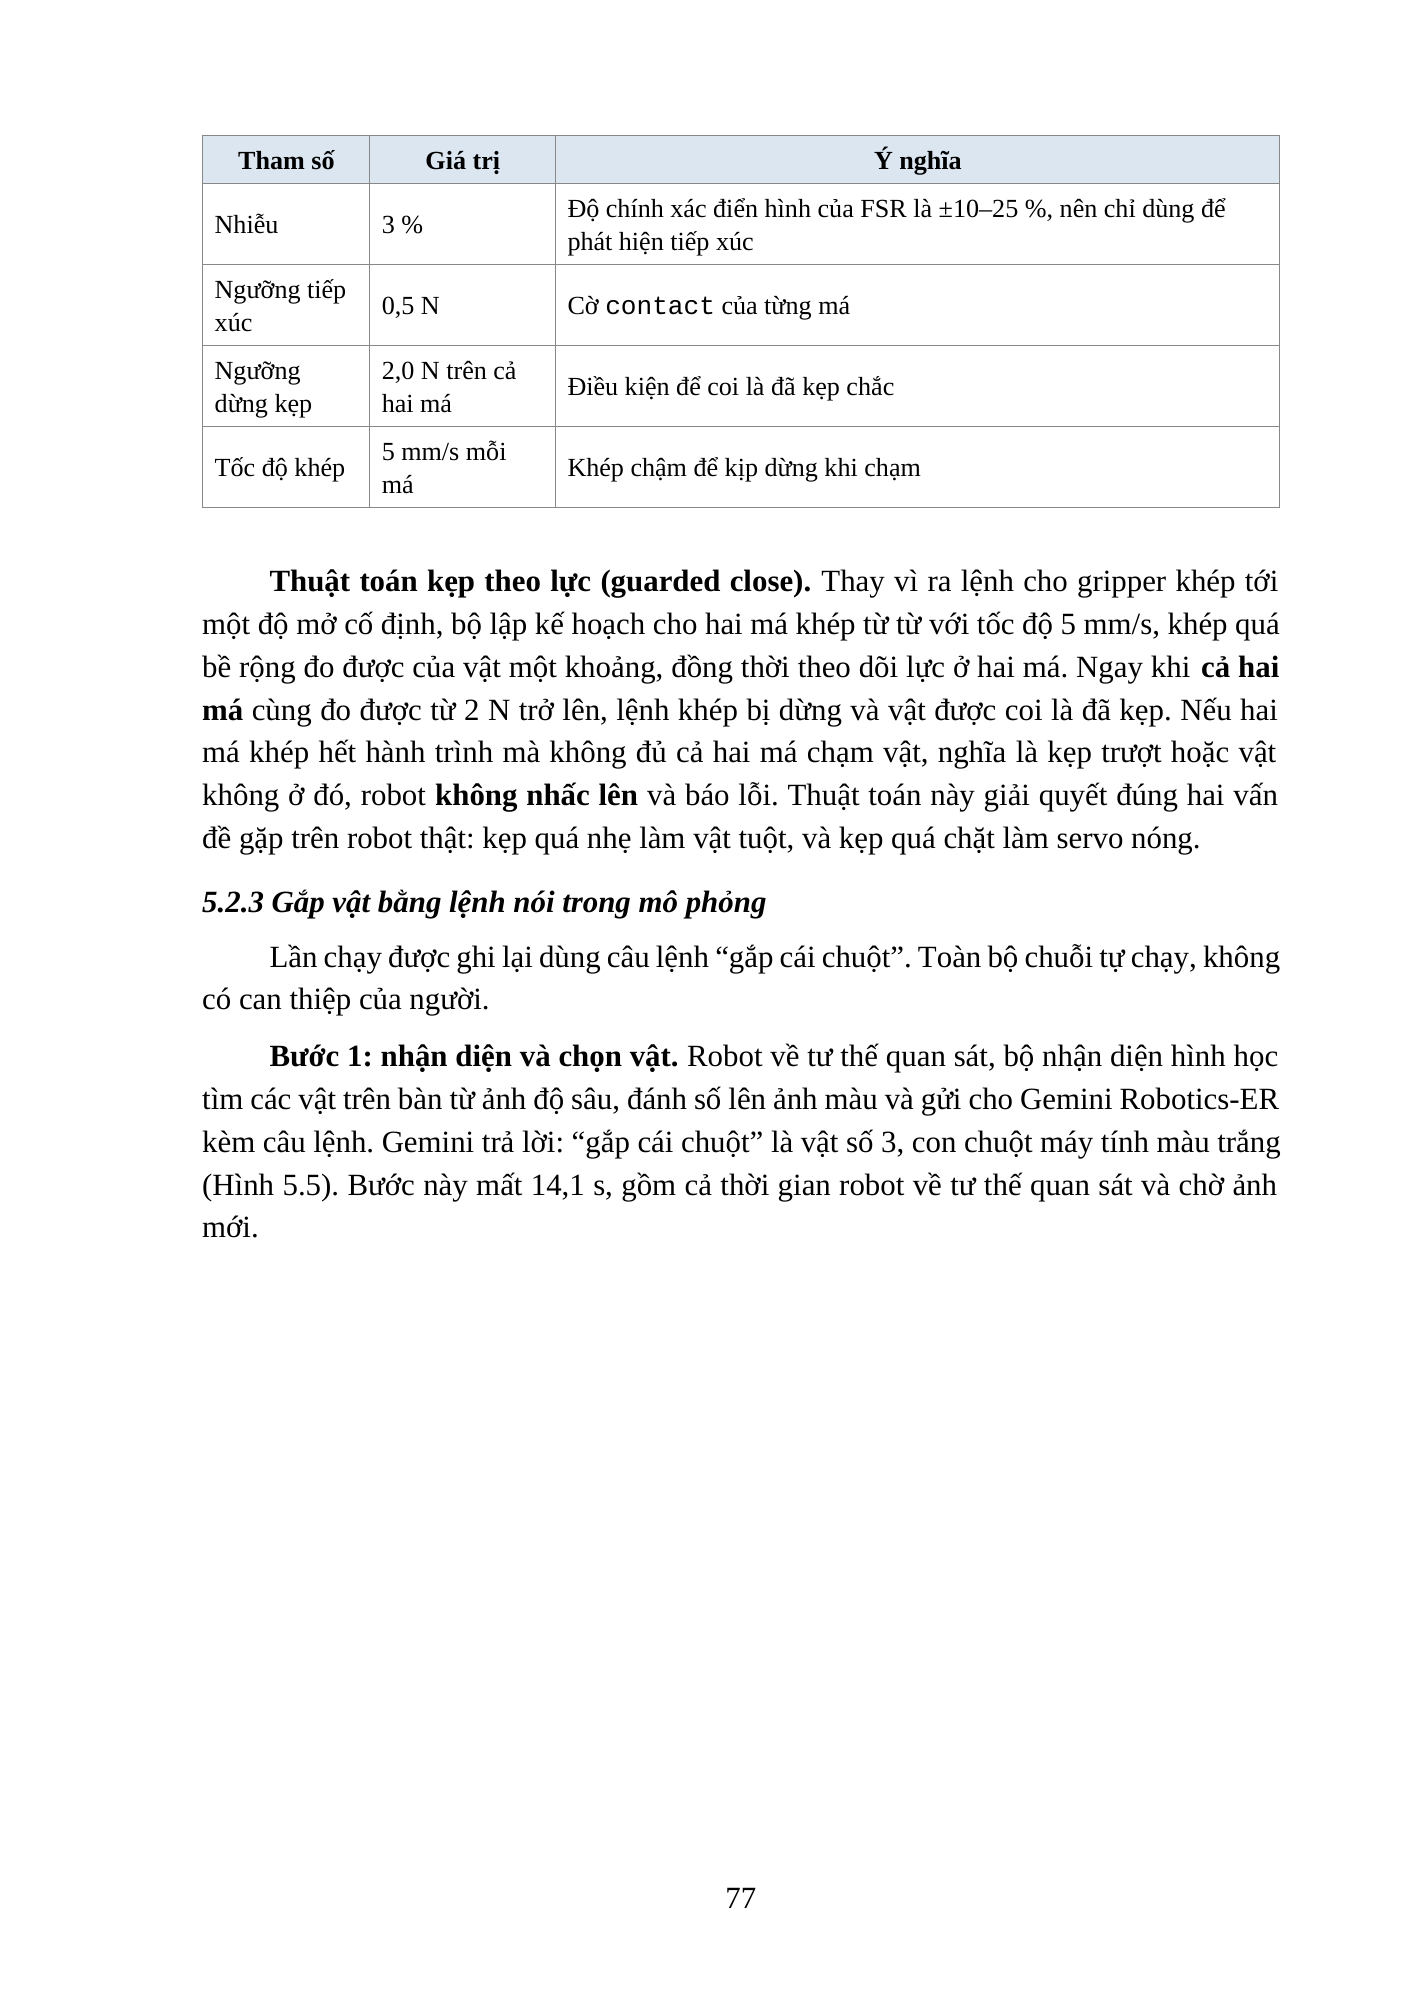 Tham số Giá trị Ý nghĩa
Nhiễu 3 % Độ chính xác điển hình của FSR là ±10–25 %, nên chỉ dùng để
phát hiện tiếp xúc
Ngưỡng tiếp
xúc 0,5 N Cờ contact của từng má
Ngưỡng
dừng kẹp 2,0 N trên cả
hai má Điều kiện để coi là đã kẹp chắc
Tốc độ khép 5 mm/s mỗi
má Khép chậm để kịp dừng khi chạm
Thuật toán kẹp theo lực (guarded close). Thay vì ra lệnh cho gripper khép tới
một độ mở cố định, bộ lập kế hoạch cho hai má khép từ từ với tốc độ 5 mm/s, khép quá
bề rộng đo được của vật một khoảng, đồng thời theo dõi lực ở hai má. Ngay khi cả hai
má cùng đo được từ 2 N trở lên, lệnh khép bị dừng và vật được coi là đã kẹp. Nếu hai
má khép hết hành trình mà không đủ cả hai má chạm vật, nghĩa là kẹp trượt hoặc vật
không ở đó, robot không nhấc lên và báo lỗi. Thuật toán này giải quyết đúng hai vấn
đề gặp trên robot thật: kẹp quá nhẹ làm vật tuột, và kẹp quá chặt làm servo nóng.
5.2.3 Gắp vật bằng lệnh nói trong mô phỏng
Lần chạy được ghi lại dùng câu lệnh “gắp cái chuột”. Toàn bộ chuỗi tự chạy, không
có can thiệp của người.
Bước 1: nhận diện và chọn vật. Robot về tư thế quan sát, bộ nhận diện hình học
tìm các vật trên bàn từ ảnh độ sâu, đánh số lên ảnh màu và gửi cho Gemini Robotics-ER
kèm câu lệnh. Gemini trả lời: “gắp cái chuột” là vật số 3, con chuột máy tính màu trắng
(Hình 5.5). Bước này mất 14,1 s, gồm cả thời gian robot về tư thế quan sát và chờ ảnh
mới.
77